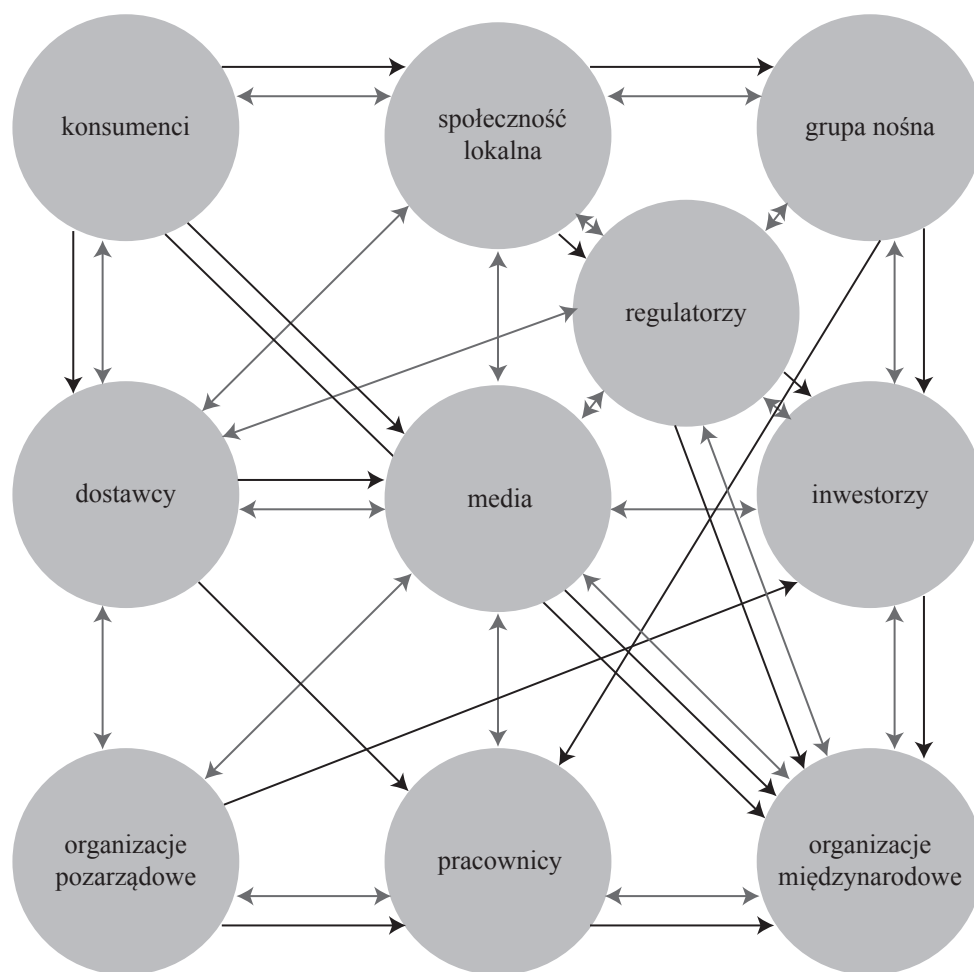 konsumenci
społeczność
lokalna
grupa nośna
regulatorzy
dostawcy
media
inwestorzy
organizacje
pozarządowe
pracownicy
organizacje
międzynarodowe